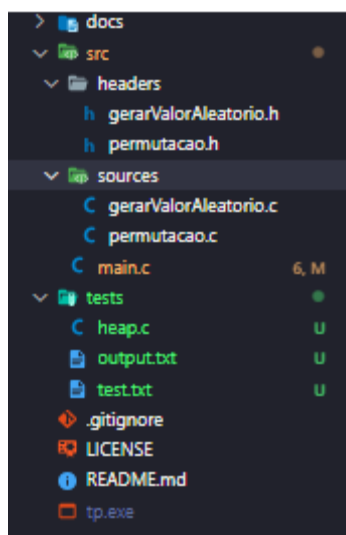 docs
src
headers
h gerarValorAleatorio.h
h permutacao.h
sources
C gerarValorAleatorio.c
C permutacao.c
C main.c 6, M
tests
C heap.c U
output.txt U
test.txt U
.gitignore
LICENSE
README.md
tp.exe